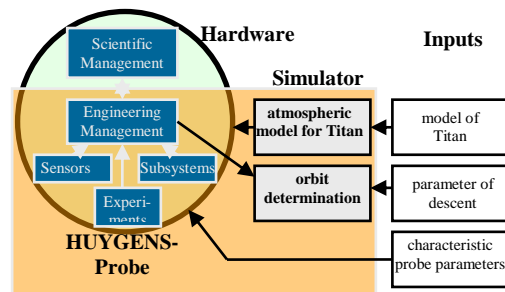 Hardware
Inputs
Scientific
Management
Simulator
Engineering
Management
atmospheric
model for Titan
model of
Titan
Sensors
Subsystems
orbit
determination
parameter of
descent
Experi-
ments
HUYGENS-
Probe
characteristic
probe parameters